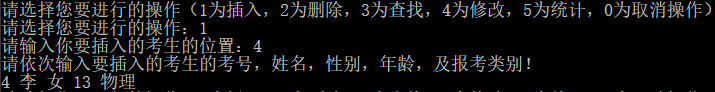 请选择您要进行的操作（1为插入，2为删除，3为查找，4为修改，5为统计，0为取消操作）
请选择您要进行的操作：1
请输入你要插入的考生的位置：4
请依次输入要插入的考生的考号，姓名，性别，年龄，及报考类别！
4 李 女 13 物理